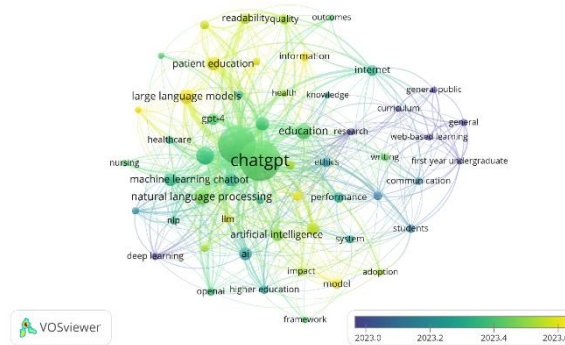 outcomes
readability quality
information
patient education
internet
general public
health
knowledge
large language models
curriculum
gpt-4
general
education
research
web-based learning
healthcare
chatgpt
writing
nursing
ethics
first-year undergraduate
machine learning chatbot
communication
natural language processing
performance
nlp
llm
students
artificial-intelligence
system
deep learning
ai
impact
adoption
model
openai
higher education
framework
VOSviewer
2023.0 2023.2 2023.4